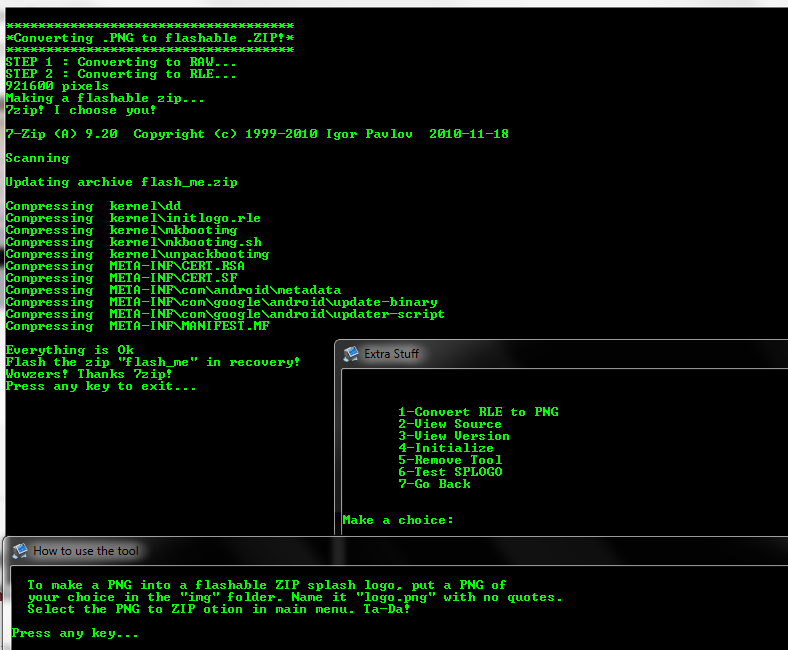 ************************************
*Converting .PNG to flashable .ZIP!*
************************************
STEP 1 : Converting to RAW...
STEP 2 : Converting to RLE...
921600 pixels
Making a flashable zip...
7zip! I choose you!
7-Zip (A) 9.20  Copyright (c) 1999-2010 Igor Pavlov  2010-11-18
Scanning
Updating archive flash_me.zip
Compressing  kernel\dd
Compressing  kernel\initlogo.rle
Compressing  kernel\mkbootimg
Compressing  kernel\mkbootimg.sh
Compressing  kernel\unpackbootimg
Compressing  META-INF\CERT.RSA
Compressing  META-INF\CERT.SF
Compressing  META-INF\com\android\metadata
Compressing  META-INF\com\google\android\update-binary
Compressing  META-INF\com\google\android\updater-script
Compressing  META-INF\MANIFEST.MF
Everything is Ok
Flash the zip "flash_me" in recovery!
Wowzers! Thanks 7zip!
Press any key to exit...
Extra Stuff
1-Convert RLE to PNG
2-View Source
3-View Version
4-Initialize
5-Remove Tool
6-Test SPLOGO
7-Go Back
Make a choice:
How to use the tool
To make a PNG into a flashable ZIP splash logo, put a PNG of
your choice in the "img" folder. Name it "logo.png" with no quotes.
Select the PNG to ZIP otion in main menu. Ta-Da!
Press any key...